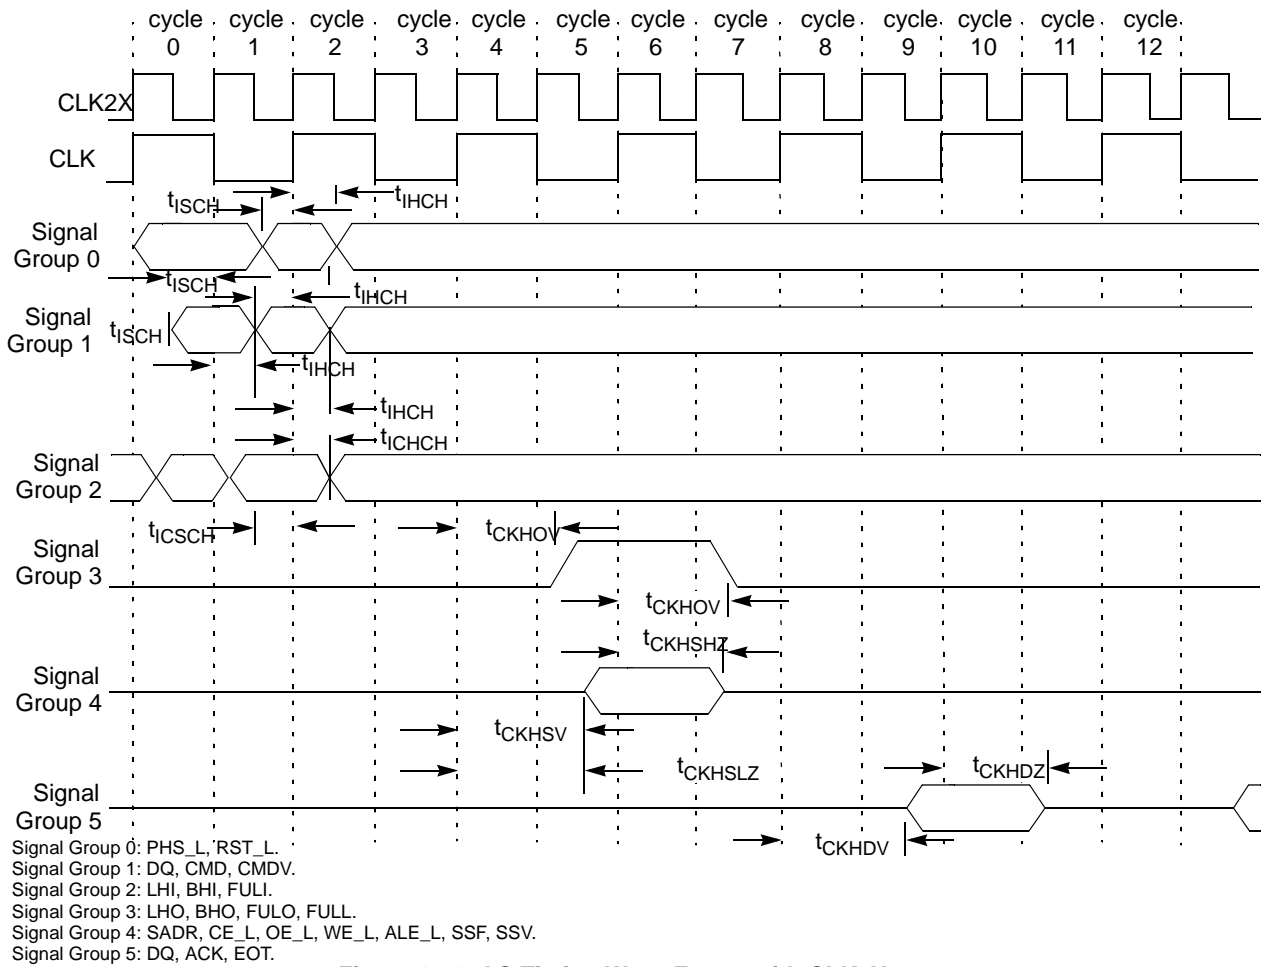 cycle cycle cycle cycle cycle cycle cycle cycle cycle cycle cycle cycle cycle
0 1 2 3 4 5 6 7 8 9 10 11 12
CLK2X
CLK
tISCH
tIHCH
Signal
Group 0
tISCH
tIHCH
Signal
Group 1
tISCH
tIHCH
tIHCH
tICHCH
Signal
Group 2
tICSCH
tCKHOV
Signal
Group 3
tCKHOV
tCKHSHZ
Signal
Group 4
tCKHSV
tCKHSLZ
tCKHDZ
Signal
Group 5
tCKHDV
Signal Group 0: PHS_L, RST_L.
Signal Group 1: DQ, CMD, CMDV.
Signal Group 2: LHI, BHI, FULI.
Signal Group 3: LHO, BHO, FULO, FULL.
Signal Group 4: SADR, CE_L, OE_L, WE_L, ALE_L, SSF, SSV.
Signal Group 5: DQ, ACK, EOT.